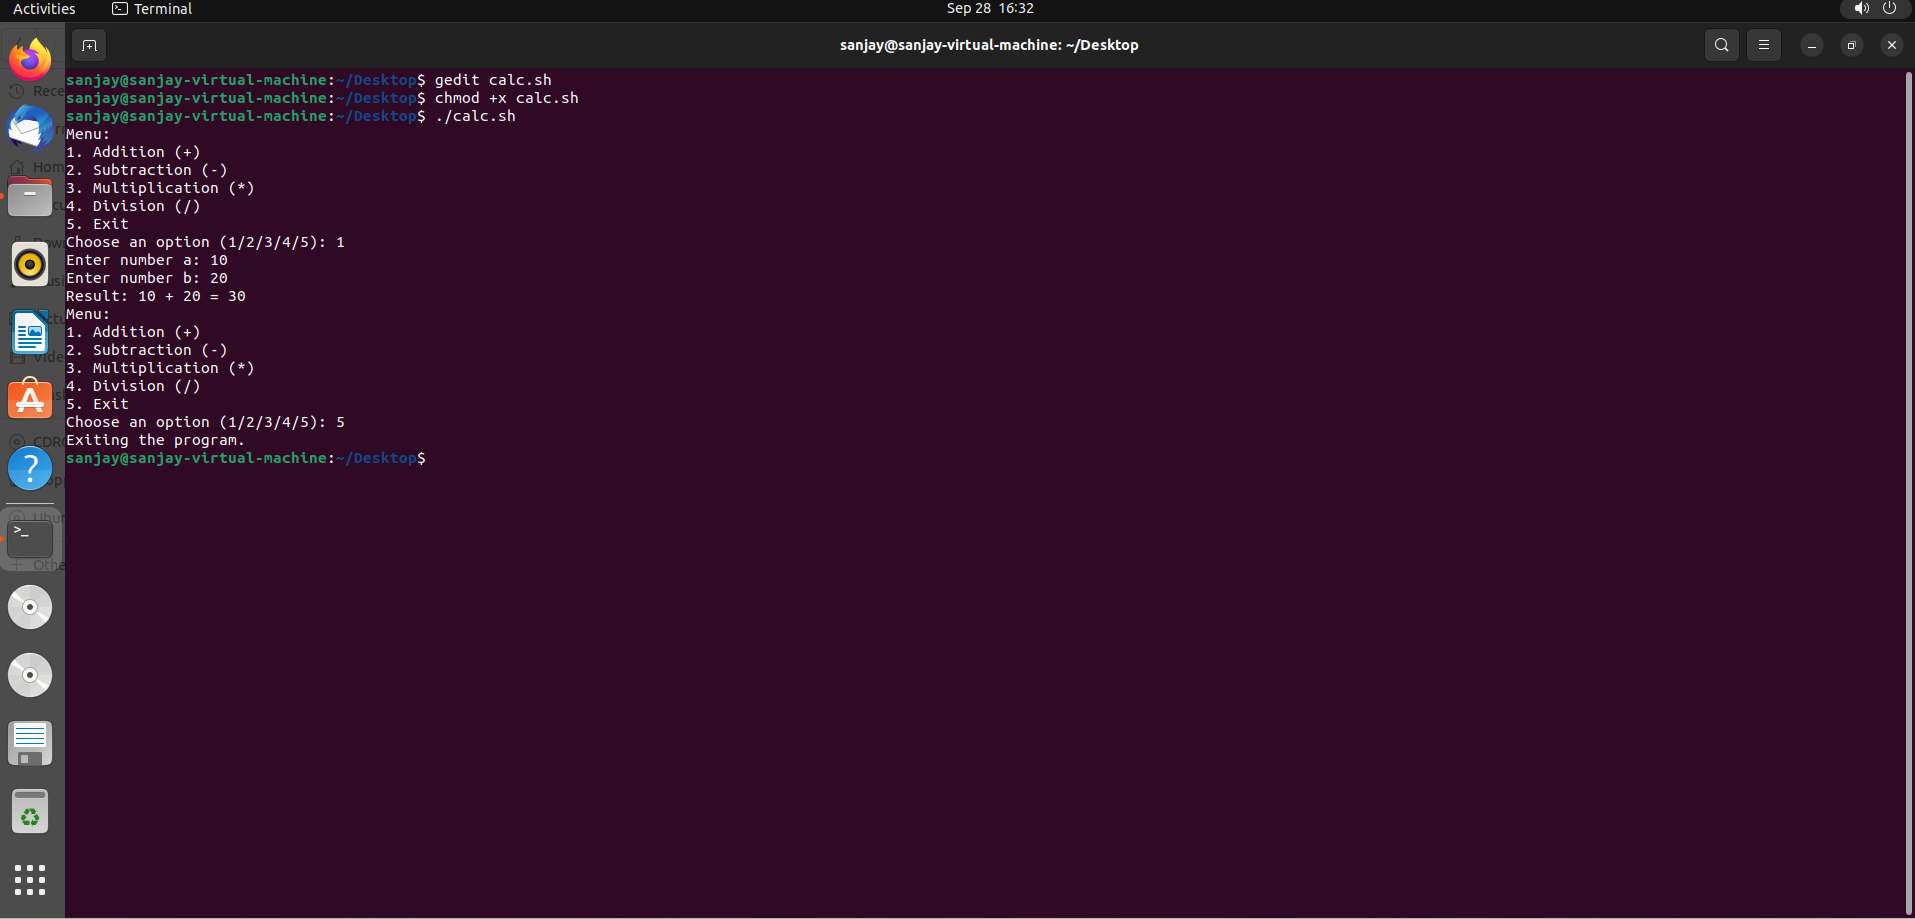 Activities
Terminal
Sep 28 16:32
sanjay@sanjay-virtual-machine: ~/Desktop
sanjay@sanjay-virtual-machine:~/Desktop$ gedit calc.sh
sanjay@sanjay-virtual-machine:~/Desktop$ chmod +x calc.sh
sanjay@sanjay-virtual-machine:~/Desktop$ ./calc.sh
Menu:
1. Addition (+)
2. Subtraction (-)
3. Multiplication (*)
4. Division (/)
5. Exit
Choose an option (1/2/3/4/5): 1
Enter number a: 10
Enter number b: 20
Result: 10 + 20 = 30
Menu:
1. Addition (+)
2. Subtraction (-)
3. Multiplication (*)
4. Division (/)
5. Exit
Choose an option (1/2/3/4/5): 5
Exiting the program.
sanjay@sanjay-virtual-machine:~/Desktop$